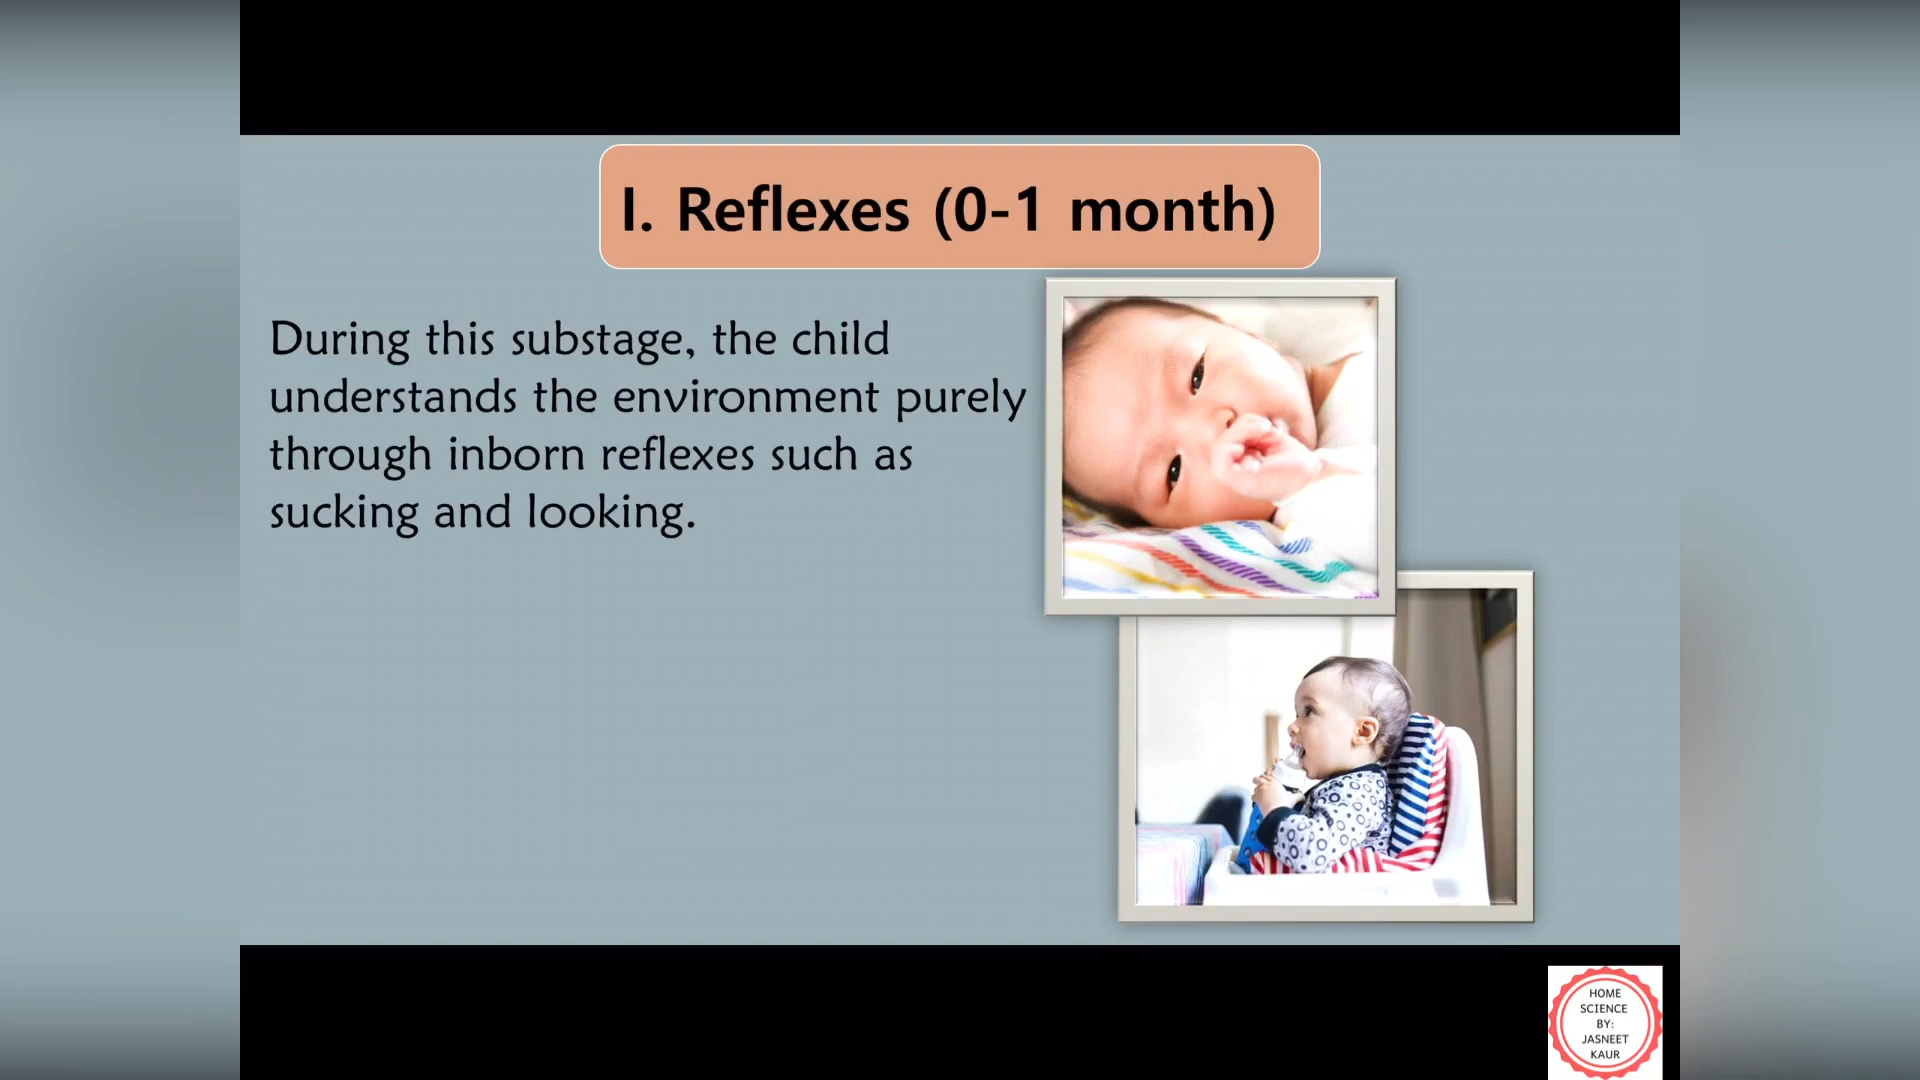 I. Reflexes (0-1 month)
During this substage, the child
understands the environment purely
through inborn reflexes such as
sucking and looking.
HOME
SCIENCE
BY:
JASNEET
KAUR